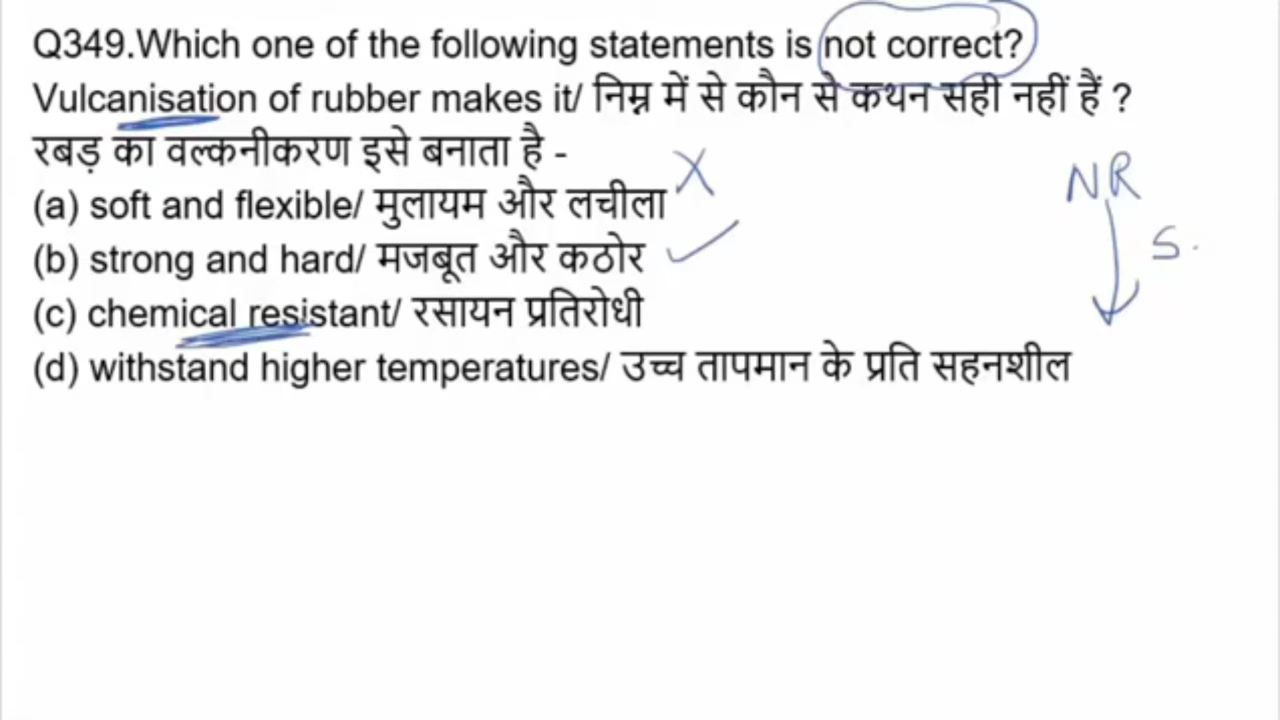 Q349.Which one of the following statements is not correct?
Vulcanisation of rubber makes it/ निम्न में से कौन से कथन सही नहीं हैं ?
रबड़ का वल्कनीकरण इसे बनाता है -
(a) soft and flexible/ मुलायम और लचीला X
(b) strong and hard/ मजबूत और कठोर ✓
(c) chemical resistant/ रसायन प्रतिरोधी
(d) withstand higher temperatures/ उच्च तापमान के प्रति सहनशील
NR
S.